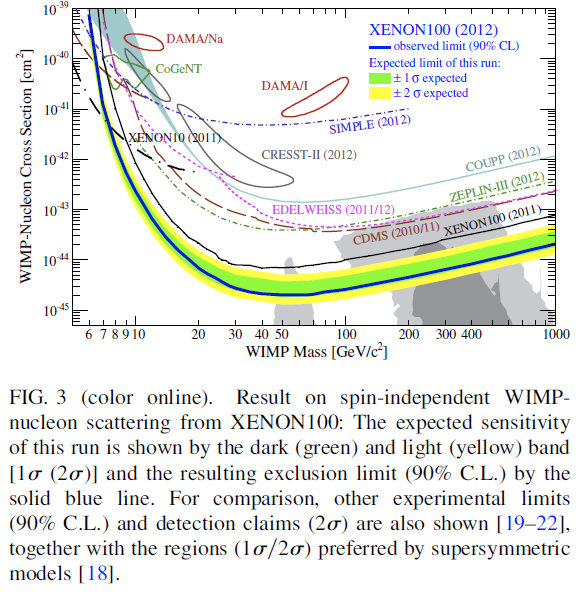 10^-39
10^-40
10^-41
10^-42
10^-43
10^-44
10^-45
WIMP-Nucleon Cross Section [cm^2]
DAMA/Na
CoGeNT
DAMA/I
XENON100 (2012)
observed limit (90% CL)
Expected limit of this run:
± 1 σ expected
± 2 σ expected
SIMPLE (2012)
XENON10 (2011)
CRESST-II (2012)
COUPP (2012)
ZEPLIN-III (2012)
EDELWEISS (2011/12)
CDMS (2010/11)
XENON100 (2011)
6 7 8 9 10 20 30 40 50 100 200 300 400 1000
WIMP Mass [GeV/c^2]
FIG. 3 (color online). Result on spin-independent WIMP-
nucleon scattering from XENON100: The expected sensitivity
of this run is shown by the dark (green) and light (yellow) band
[1σ (2σ)] and the resulting exclusion limit (90% C.L.) by the
solid blue line. For comparison, other experimental limits
(90% C.L.) and detection claims (2σ) are also shown [19–22],
together with the regions (1σ/2σ) preferred by supersymmetric
models [18].